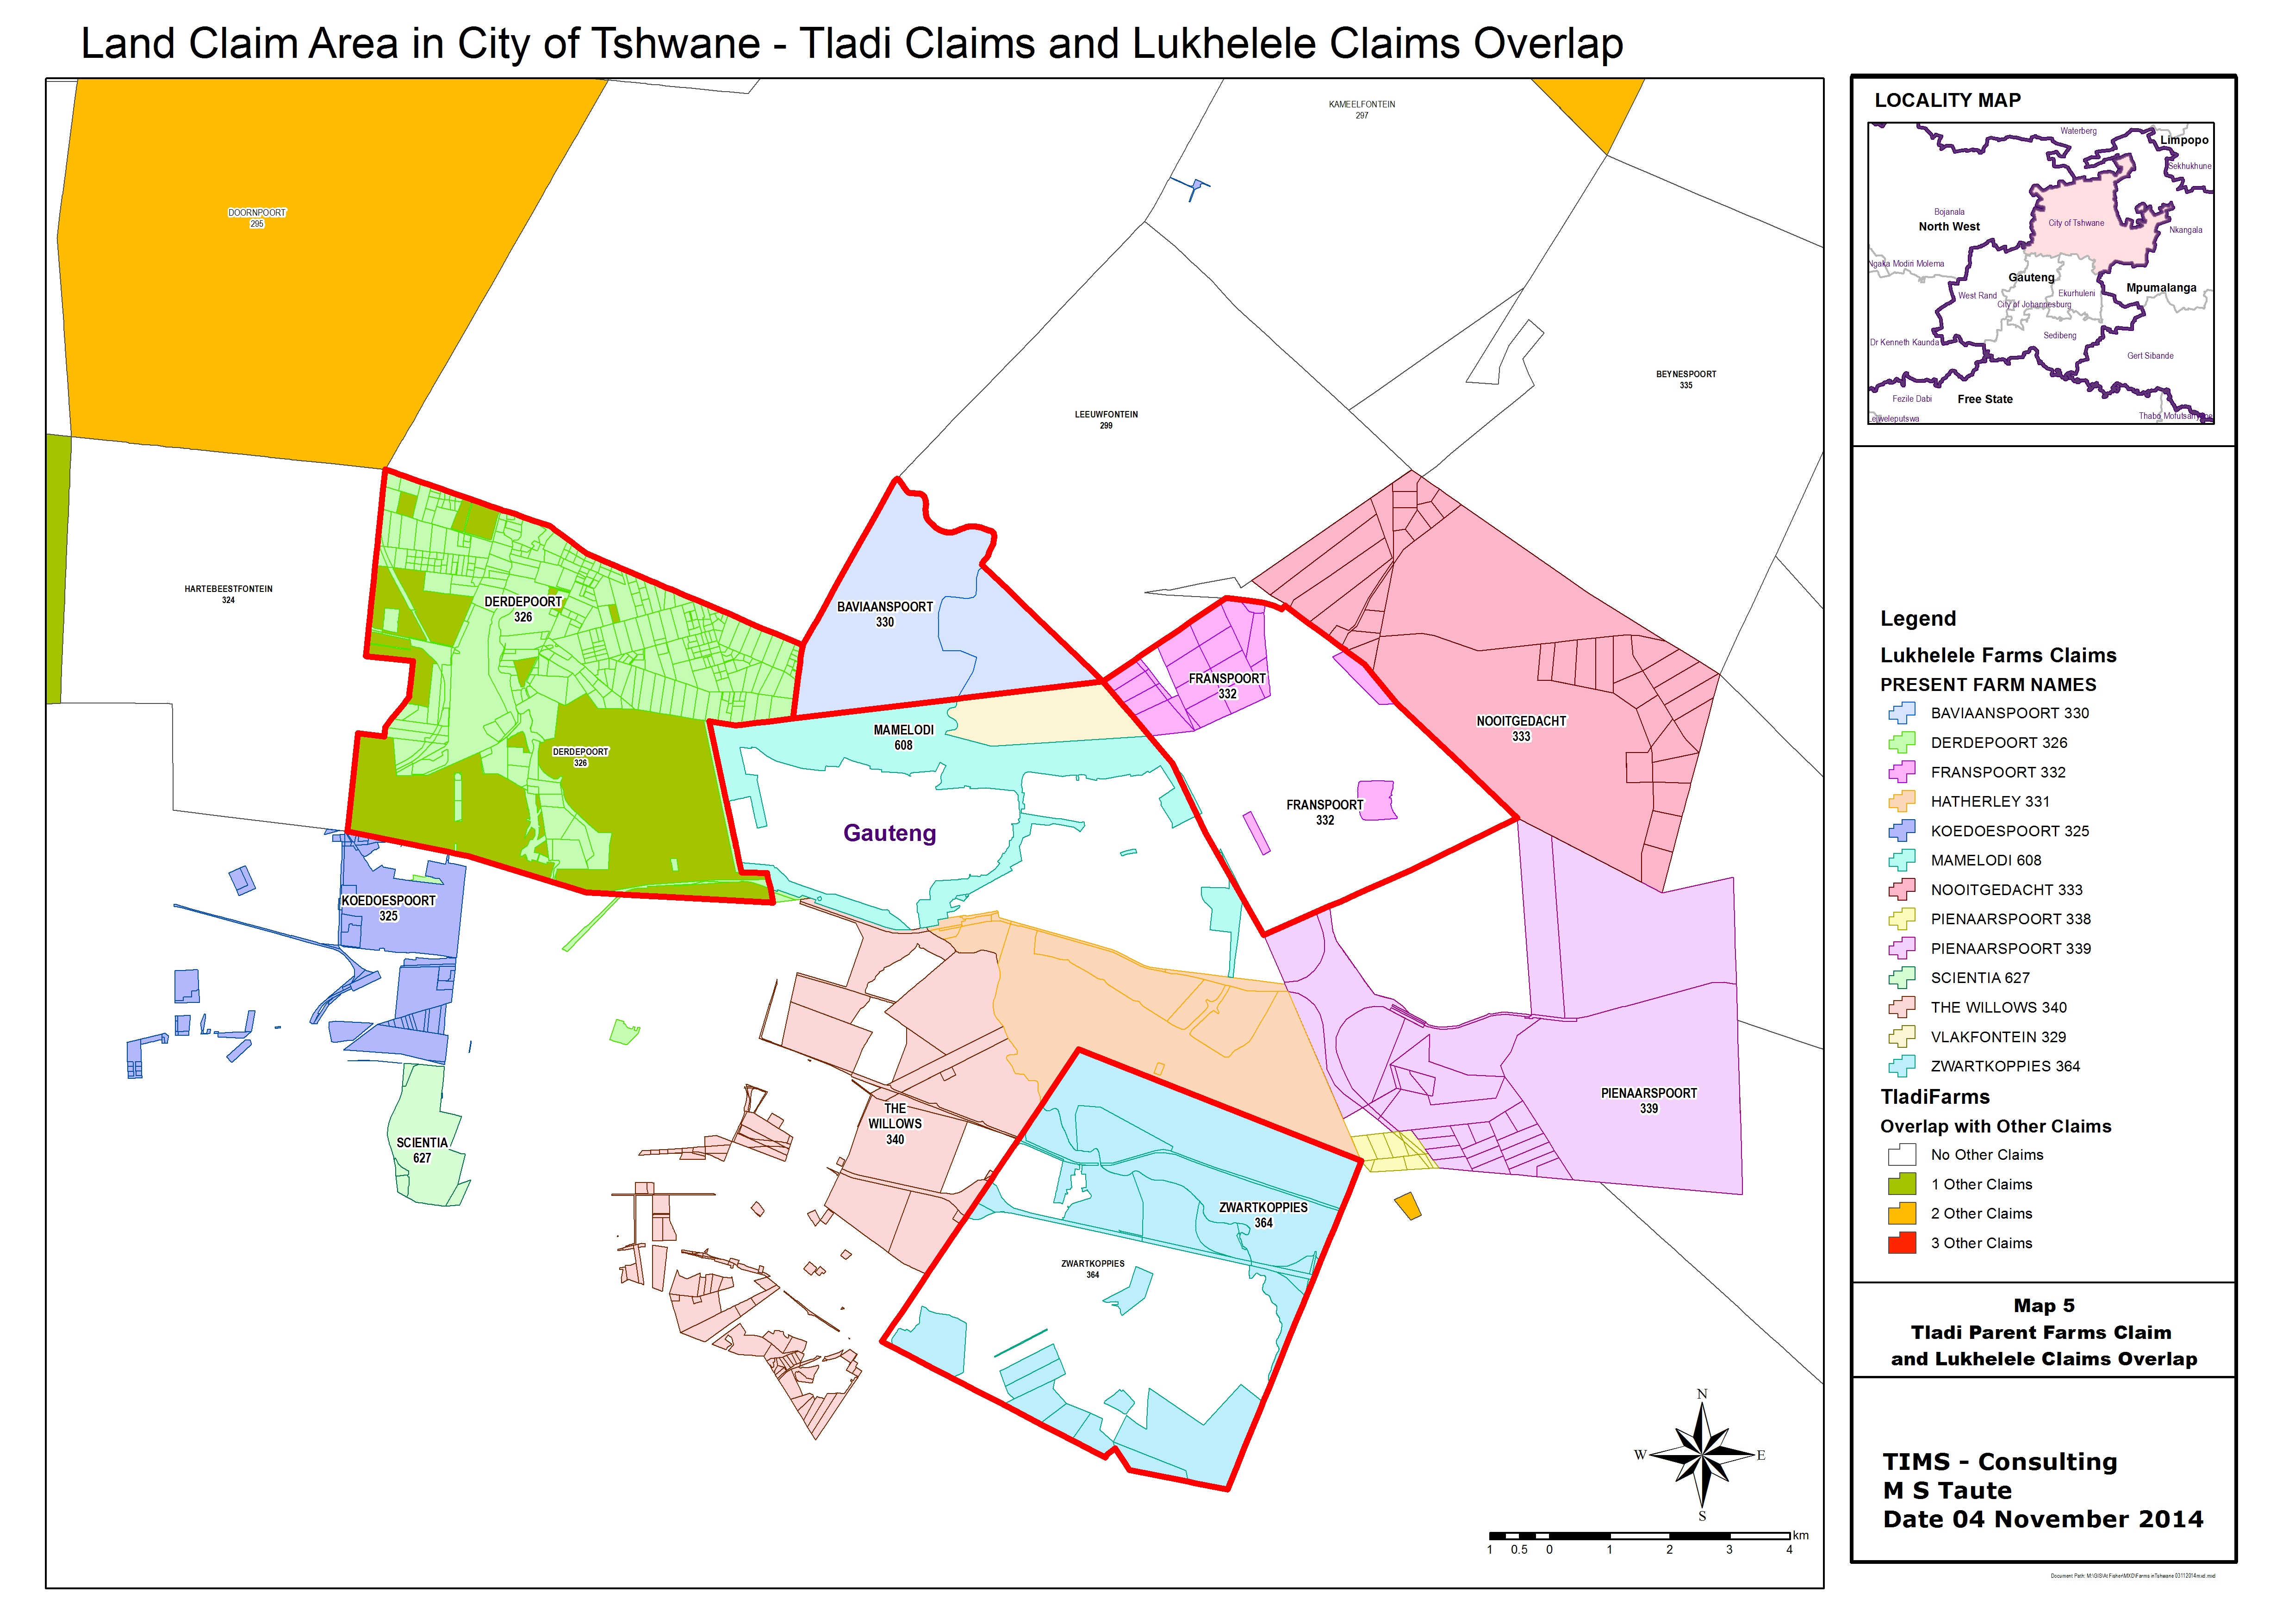 Land Claim Area in City of Tshwane - Tladi Claims and Lukhelele Claims Overlap
KAMEELFONTEIN
297
DOORNPOORT
295
BEYNESPOORT
335
LEEUWFONTEIN
299
HARTEBEESTFONTEIN
324
DERDEPOORT
326
BAVIAANSPOORT
330
FRANSPOORT
332
NOOITGEDACHT
333
MAMELODI
608
DERDEPOORT
326
FRANSPOORT
332
Gauteng
KOEDOESPOORT
325
PIENAARSPOORT
339
THE
WILLOWS
340
SCIENTIA
627
ZWARTKOPPIES
364
ZWARTKOPPIES
364
N
W
E
S
km
1 0.5 0 1 2 3 4
LOCALITY MAP
Waterberg
Limpopo
Sekhukhune
Bojanala
North West
City of Tshwane
Nkangala
Ngaka Modiri Molema
Gauteng
West Rand
Ekurhuleni
Mpumalanga
City of Johannesburg
Sedibeng
Dr Kenneth Kaunda
Gert Sibande
Fezile Dabi
Free State
Lejweleputswa
Thabo Mofutsanyane
Legend
Lukhelele Farms Claims
PRESENT FARM NAMES
BAVIAANSPOORT 330
DERDEPOORT 326
FRANSPOORT 332
HATHERLEY 331
KOEDOESPOORT 325
MAMELODI 608
NOOITGEDACHT 333
PIENAARSPOORT 338
PIENAARSPOORT 339
SCIENTIA 627
THE WILLOWS 340
VLAKFONTEIN 329
ZWARTKOPPIES 364
TladiFarms
Overlap with Other Claims
No Other Claims
1 Other Claims
2 Other Claims
3 Other Claims
Map 5
Tladi Parent Farms Claim
and Lukhelele Claims Overlap
TIMS - Consulting
M S Taute
Date 04 November 2014
Document Path: